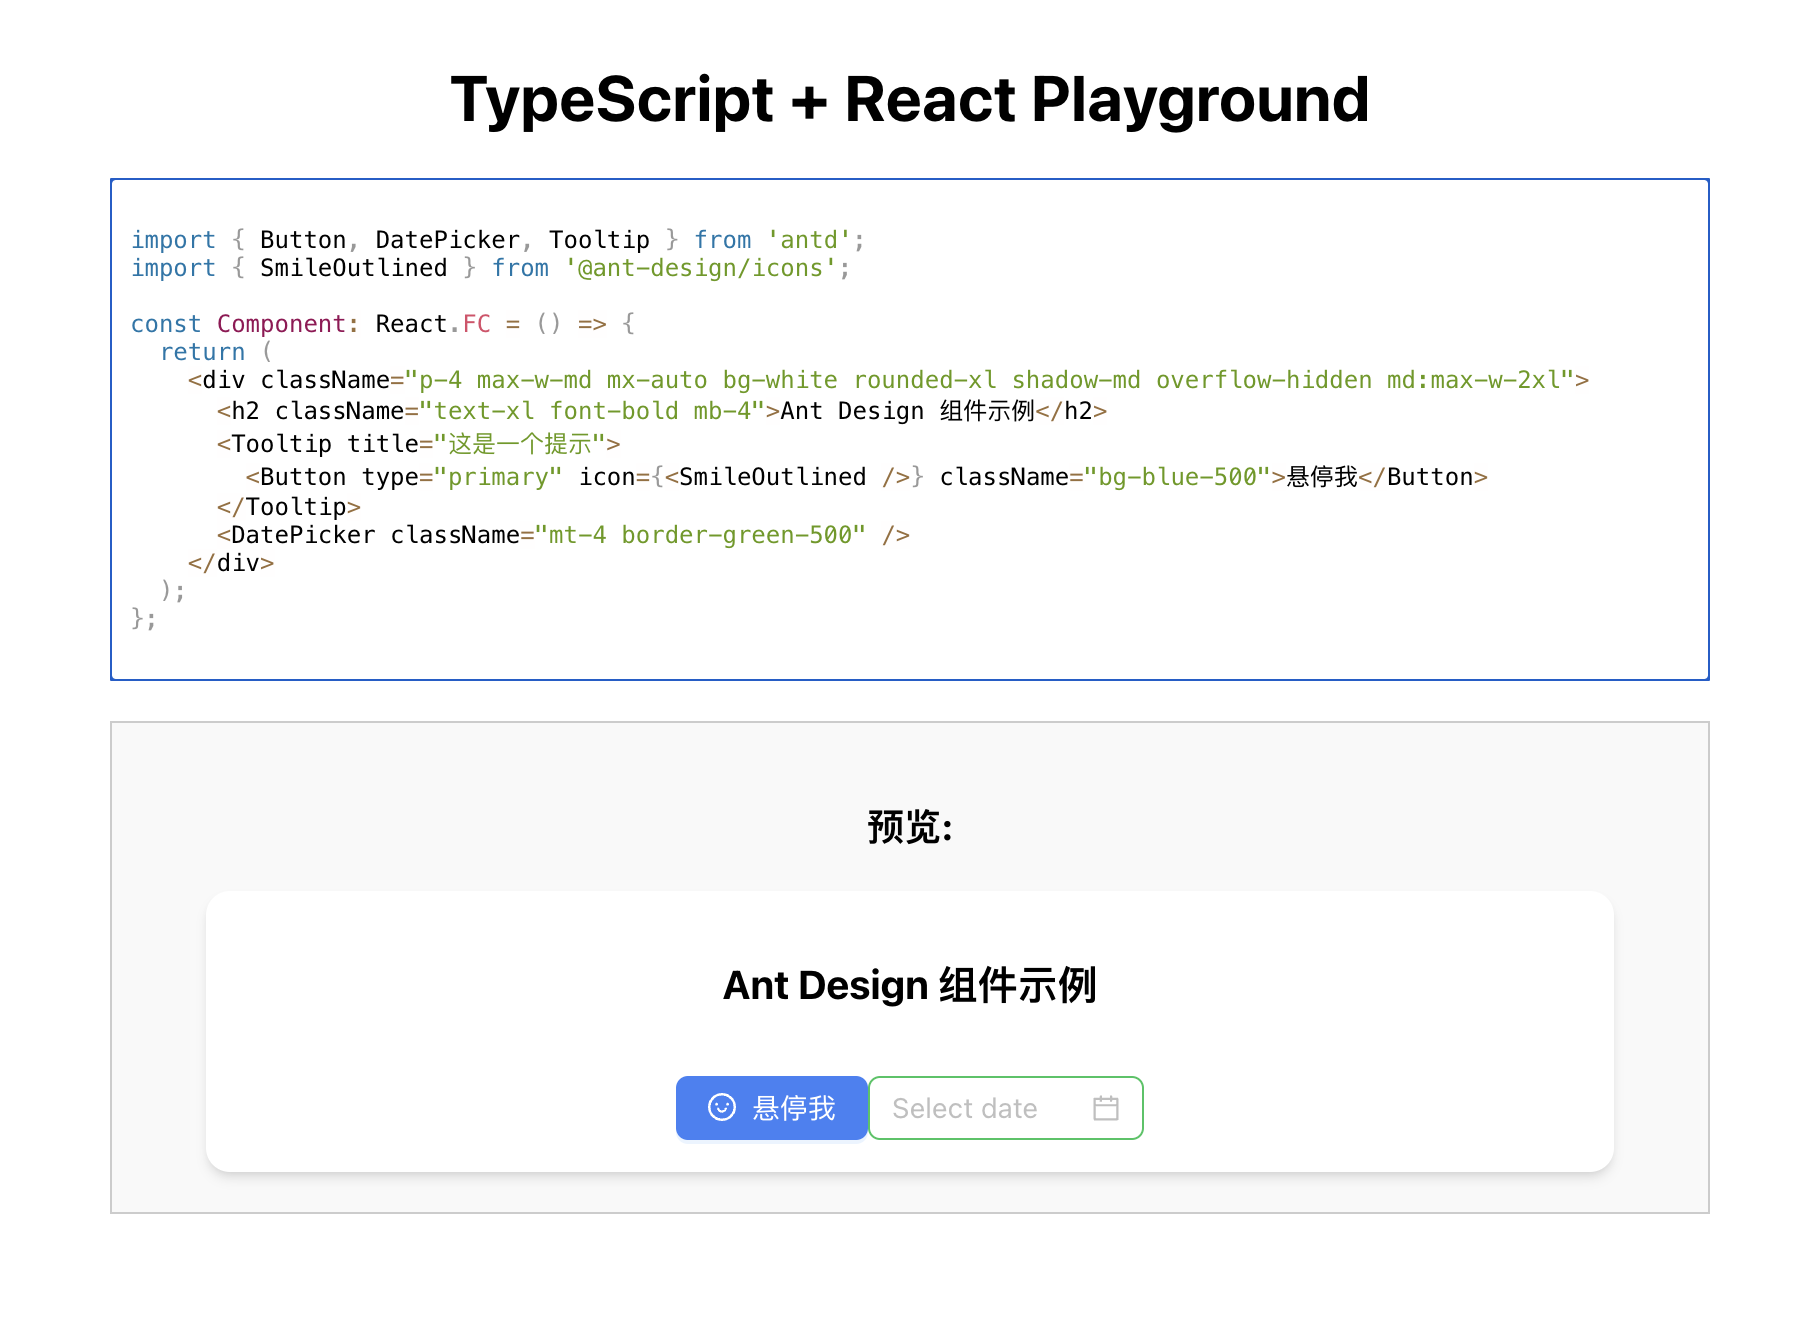 TypeScript + React Playground
import { Button, DatePicker, Tooltip } from 'antd';
import { SmileOutlined } from '@ant-design/icons';
const Component: React.FC = () => {
  return (
    <div className="p-4 max-w-md mx-auto bg-white rounded-xl shadow-md overflow-hidden md:max-w-2xl">
      <h2 className="text-xl font-bold mb-4">Ant Design 组件示例</h2>
      <Tooltip title="这是一个提示">
        <Button type="primary" icon={<SmileOutlined />} className="bg-blue-500">悬停我</Button>
      </Tooltip>
      <DatePicker className="mt-4 border-green-500" />
    </div>
  );
};
预览:
Ant Design 组件示例
悬停我 Select date